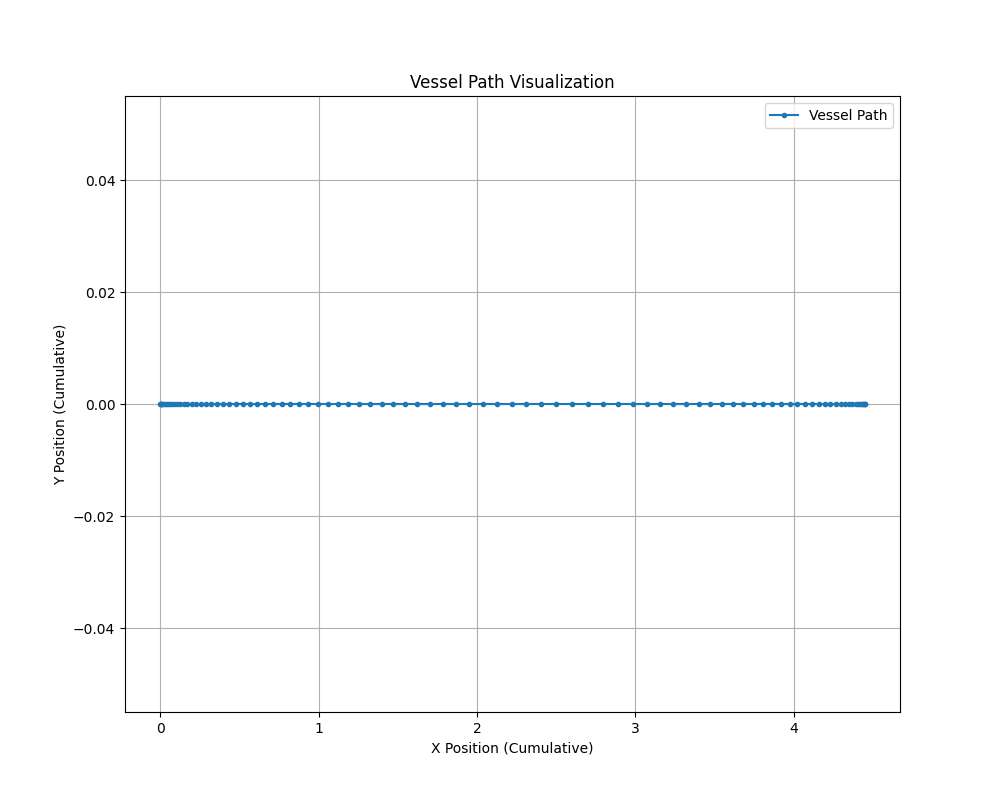 Vessel Path Visualization
Vessel Path
0.04
0.02
0.00
−0.02
−0.04
Y Position (Cumulative)
0 1 2 3 4
X Position (Cumulative)